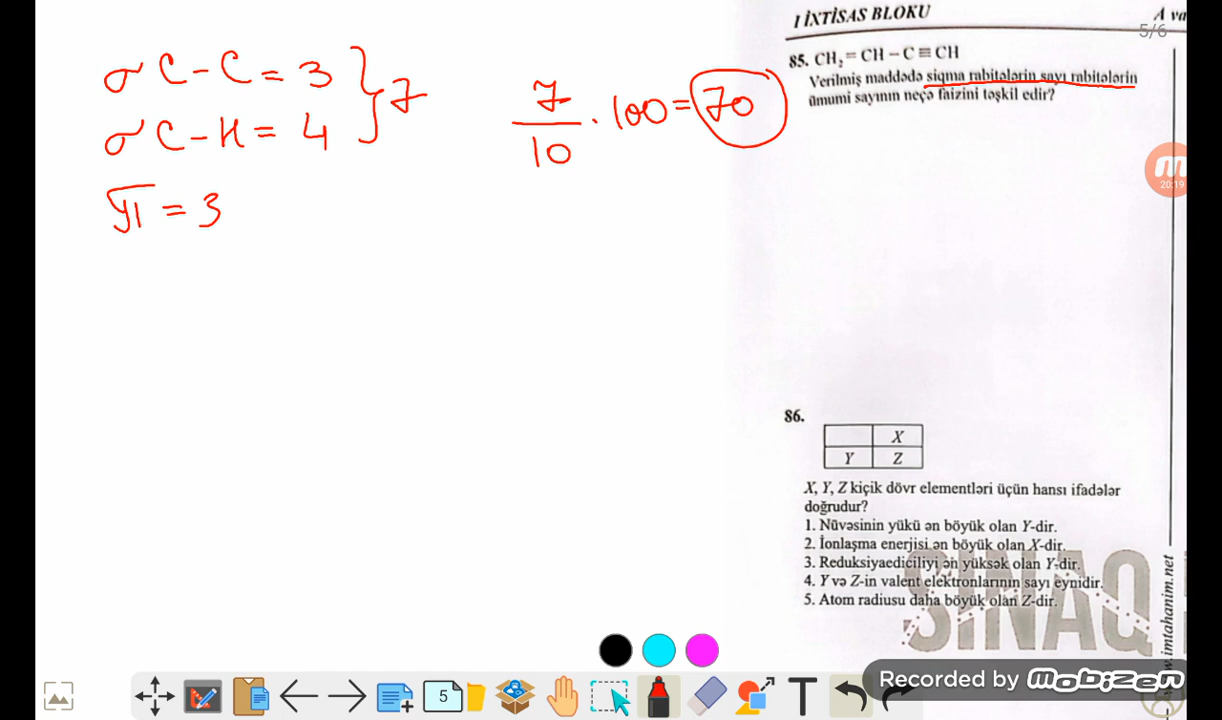 σ C - C = 3
σ C - H = 4
} 7
π = 3
7/10 · 100 = 70
I İXTİSAS BLOKU
5/6
85. CH₂ = CH − C ≡ CH
Verilmiş maddədə siqma rabitələrin sayı rabitələrin
ümumi sayının neçə faizini təşkil edir?
20:19
86.
X
Y Z
X, Y, Z kiçik dövr elementləri üçün hansı ifadələr
doğrudur?
1. Nüvəsinin yükü ən böyük olan Y-dir.
2. İonlaşma enerjisi ən böyük olan X-dir.
3. Reduksiyaediciliyi ən yüksək olan Y-dir.
4. Y və Z-in valent elektronlarının sayı eynidir.
5. Atom radiusu daha böyük olan Z-dir.
SINAQ
www.imtahanim.net
5
T
Recorded by mobizen